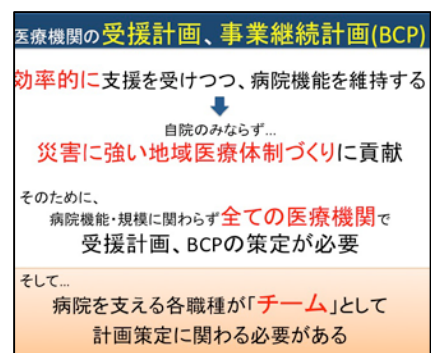 医療機関の受援計画、事業継続計画(BCP)
効率的に支援を受けつつ、病院機能を維持する
自院のみならず…
災害に強い地域医療体制づくりに貢献
そのために、
病院機能・規模に関わらず全ての医療機関で
受援計画、BCPの策定が必要
そして…
病院を支える各職種が「チーム」として
計画策定に関わる必要がある